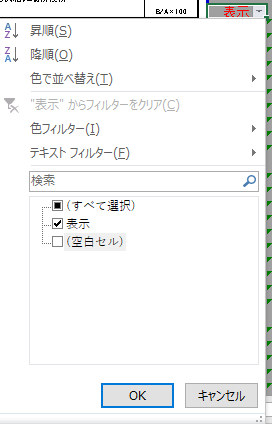 B/A×100
表示
昇順(S)
降順(O)
色で並べ替え(T)
"表示" からフィルターをクリア(C)
色フィルター(I)
テキスト フィルター(F)
検索
(すべて選択)
表示
(空白セル)
OK
キャンセル